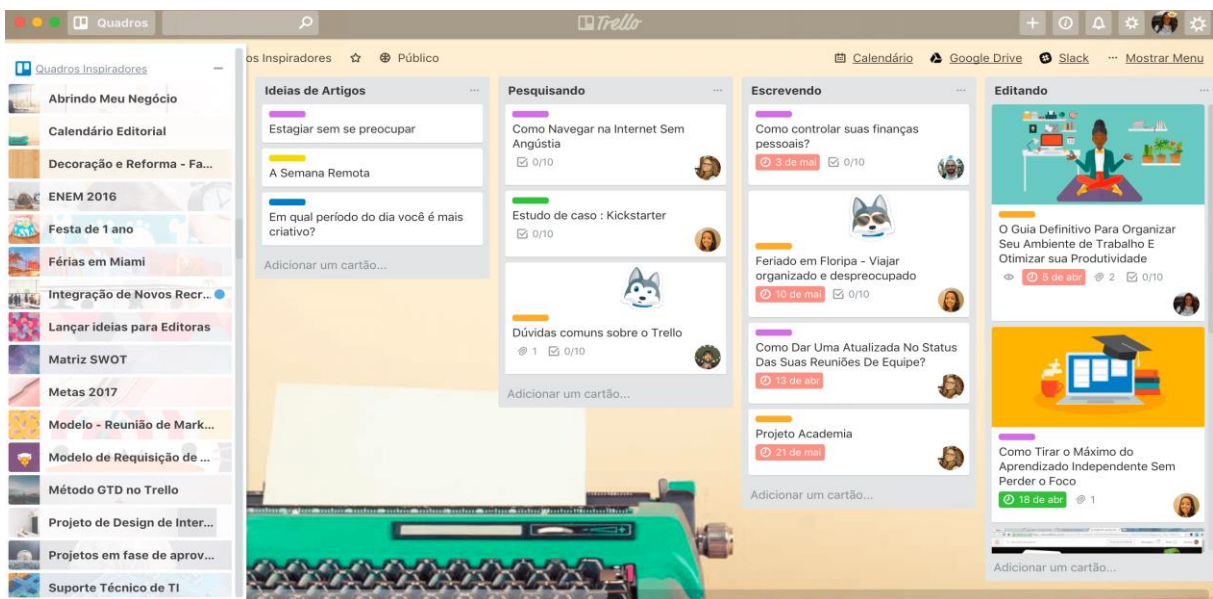 Quadros
Trello
Quadros Inspiradores
Abrindo Meu Negócio
Calendário Editorial
Decoração e Reforma - Fa...
ENEM 2016
Festa de 1 ano
Férias em Miami
Integração de Novos Recr...
Lançar ideias para Editoras
Matriz SWOT
Metas 2017
Modelo - Reunião de Mark...
Modelo de Requisição de ...
Método GTD no Trello
Projeto de Design de Inter...
Projetos em fase de aprov...
Suporte Técnico de TI
os Inspiradores
Público
Calendário
Google Drive
Slack
... Mostrar Menu
Ideias de Artigos
Estagiar sem se preocupar
A Semana Remota
Em qual período do dia você é mais
criativo?
Adicionar um cartão...
Pesquisando
Como Navegar na Internet Sem
Angústia
0/10
Estudo de caso : Kickstarter
0/10
Dúvidas comuns sobre o Trello
1 0/10
Adicionar um cartão...
Escrevendo
Como controlar suas finanças
pessoais?
3 de mai 0/10
Feriado em Floripa - Viajar
organizado e despreocupado
10 de mai 0/10
Como Dar Uma Atualizada No Status
Das Suas Reuniões De Equipe?
13 de abr
Projeto Academia
21 de mai
Adicionar um cartão...
Editando
O Guia Definitivo Para Organizar
Seu Ambiente de Trabalho E
Otimizar sua Produtividade
5 de abr 2 0/10
Como Tirar o Máximo do
Aprendizado Independente Sem
Perder o Foco
18 de abr 1
Adicionar um cartão...